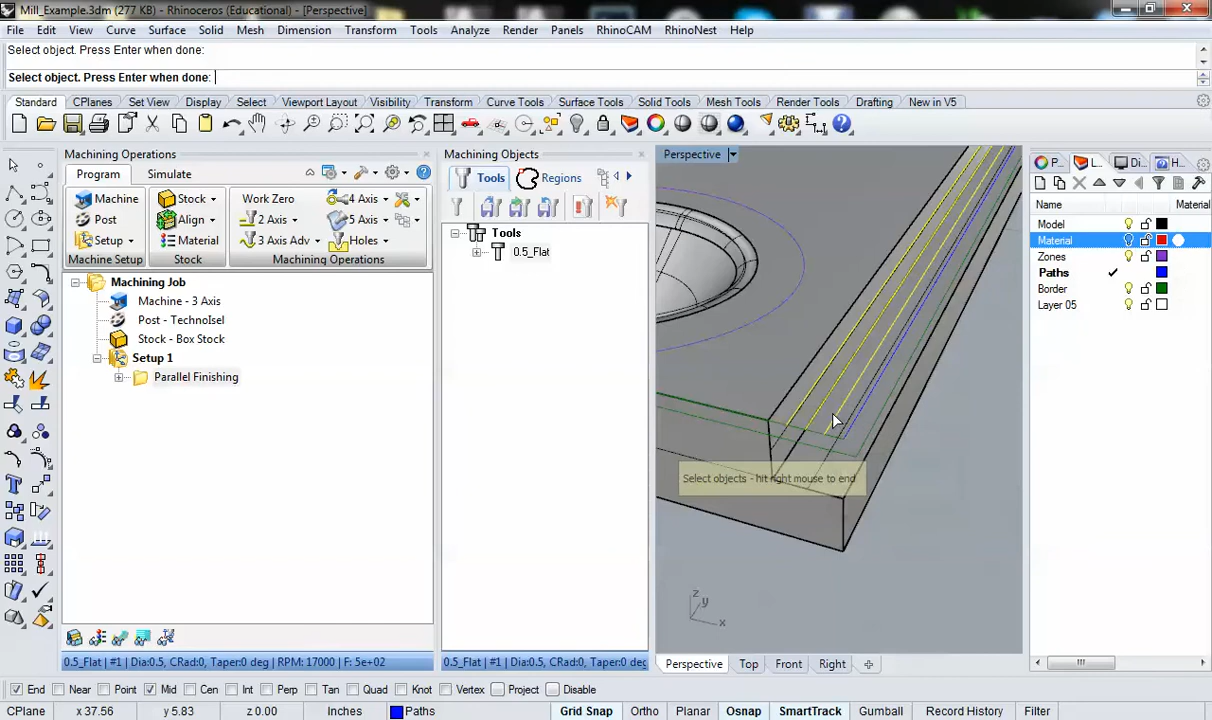 Mill_Example.3dm (277 KB) - Rhinoceros (Educational) - [Perspective]
File Edit View Curve Surface Solid Mesh Dimension Transform Tools Analyze Render Panels RhinoCAM RhinoNest Help
Select object. Press Enter when done:
Select object. Press Enter when done:
Standard CPlanes Set View Display Select Viewport Layout Visibility Transform Curve Tools Surface Tools Solid Tools Mesh Tools Render Tools Drafting New in V5
Machining Operations
Program Simulate
Machine Stock Work Zero 4 Axis
Post Align 2 Axis 5 Axis
Setup Material 3 Axis Adv Holes
Machine Setup Stock Machining Operations
Machining Job
Machine - 3 Axis
Post - TechnoIsel
Stock - Box Stock
Setup 1
Parallel Finishing
0.5_Flat | #1 | Dia:0.5, CRad:0, Taper:0 deg | RPM: 17000 | F: 5e+02
Machining Objects
Tools Regions
Tools
0.5_Flat
0.5_Flat | #1 | Dia:0.5, CRad:0, Taper:0 deg
Perspective
Select objects - hit right mouse to end
z
y
x
Perspective Top Front Right
P... L... Di... H...
Name Material
Model
Material
Zones
Paths
Border
Layer 05
End Near Point Mid Cen Int Perp Tan Quad Knot Vertex Project Disable
CPlane x 37.56 y 5.83 z 0.00 Inches Paths Grid Snap Ortho Planar Osnap SmartTrack Gumball Record History Filter